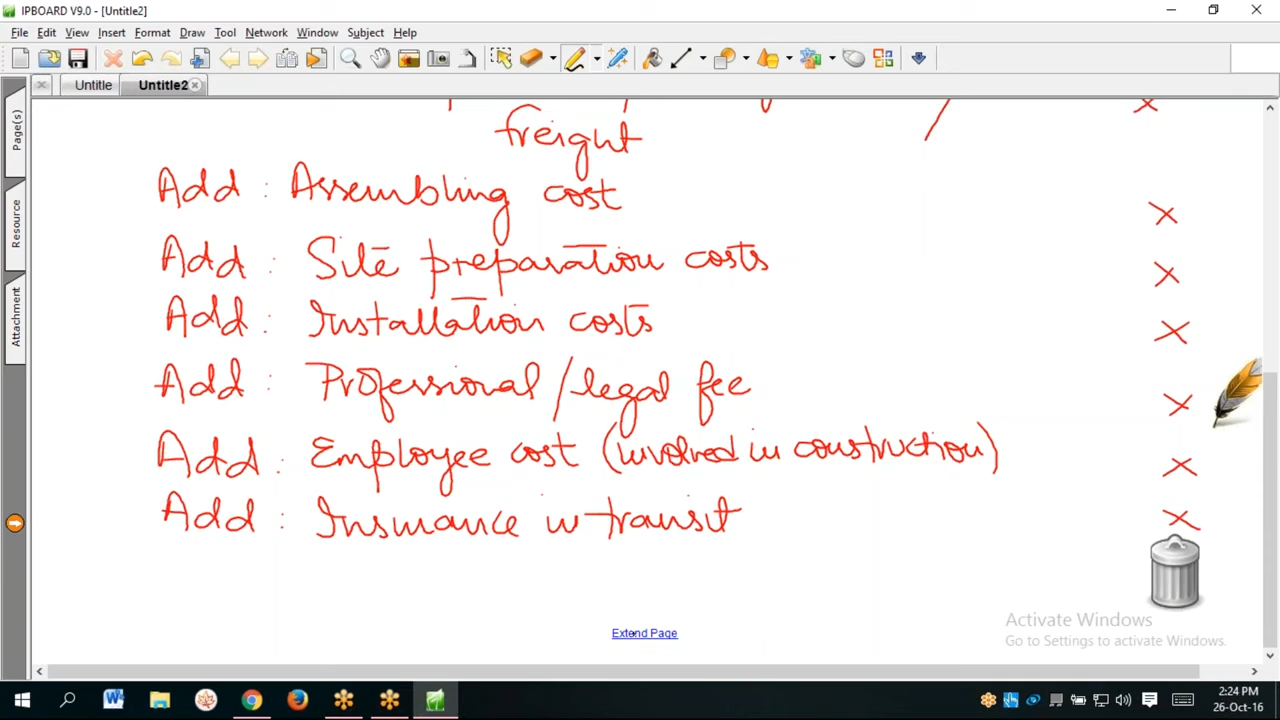 IPBOARD V9.0 - [Untitle2]
File Edit View Insert Format Draw Tool Network Window Subject Help
Untitle Untitle2
Page(s)
Resource
Attachment
freight ×
Add : Assembling cost ×
Add : Site preparation costs ×
Add : Installation costs ×
Add : Professional / legal fee ×
Add : Employee cost (involved in construction) ×
Add : Insurance in transit ×
Extend Page
Activate Windows
Go to Settings to activate Windows.
2:24 PM
26-Oct-16